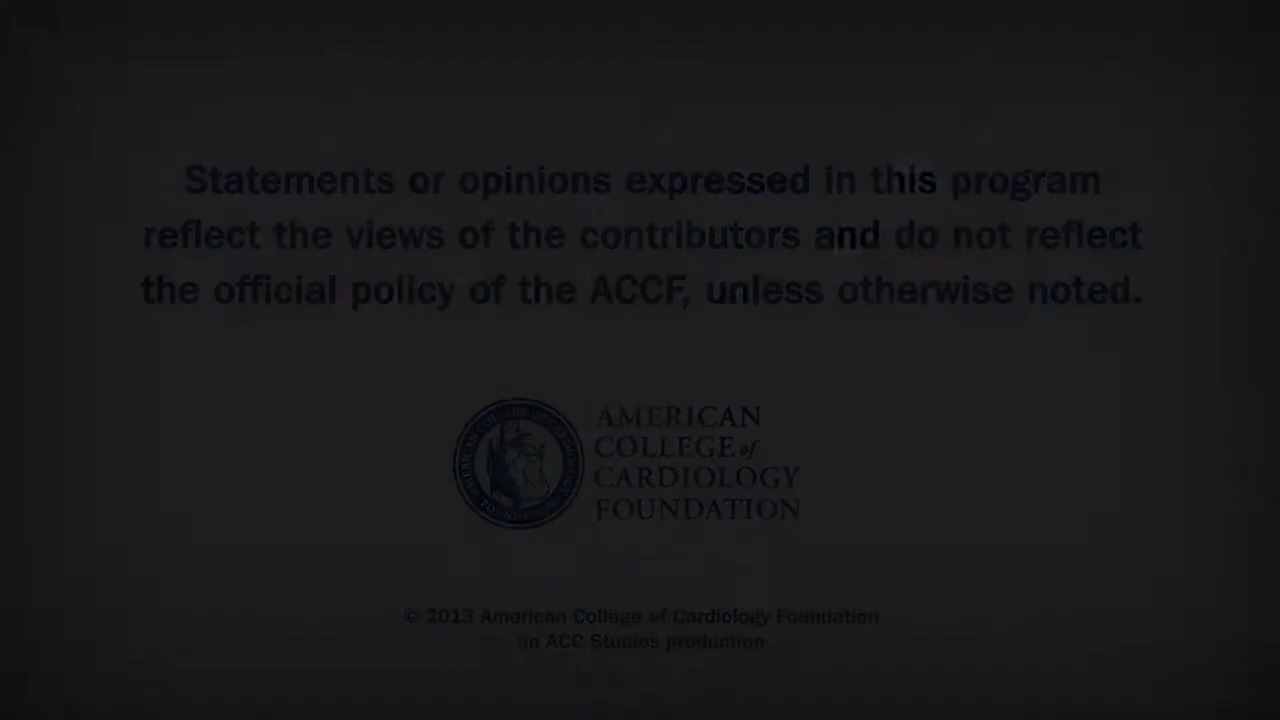 Statements or opinions expressed in this program
reflect the views of the contributors and do not reflect
the official policy of the ACCF, unless otherwise noted.
AMERICAN
COLLEGE of
CARDIOLOGY
FOUNDATION
© 2013 American College of Cardiology Foundation
an ACC Studios production